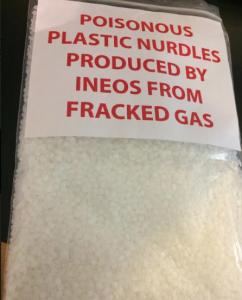 POISONOUS
PLASTIC NURDLES
PRODUCED BY
INEOS FROM
FRACKED GAS